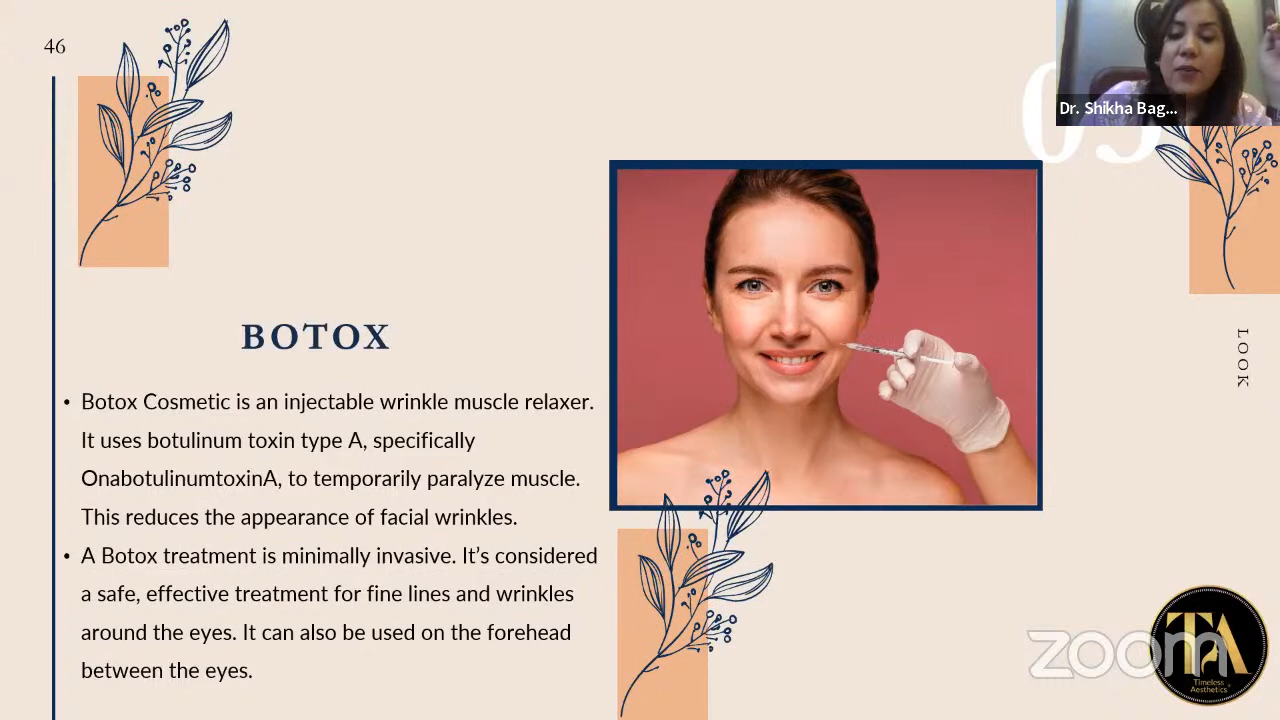 46
Dr. Shikha Bag...
05
LOOK
BOTOX
• Botox Cosmetic is an injectable wrinkle muscle relaxer.
It uses botulinum toxin type A, specifically
OnabotulinumtoxinA, to temporarily paralyze muscle.
This reduces the appearance of facial wrinkles.
• A Botox treatment is minimally invasive. It’s considered
a safe, effective treatment for fine lines and wrinkles
around the eyes. It can also be used on the forehead
between the eyes.
zoom
TA
Timeless
Aesthetics